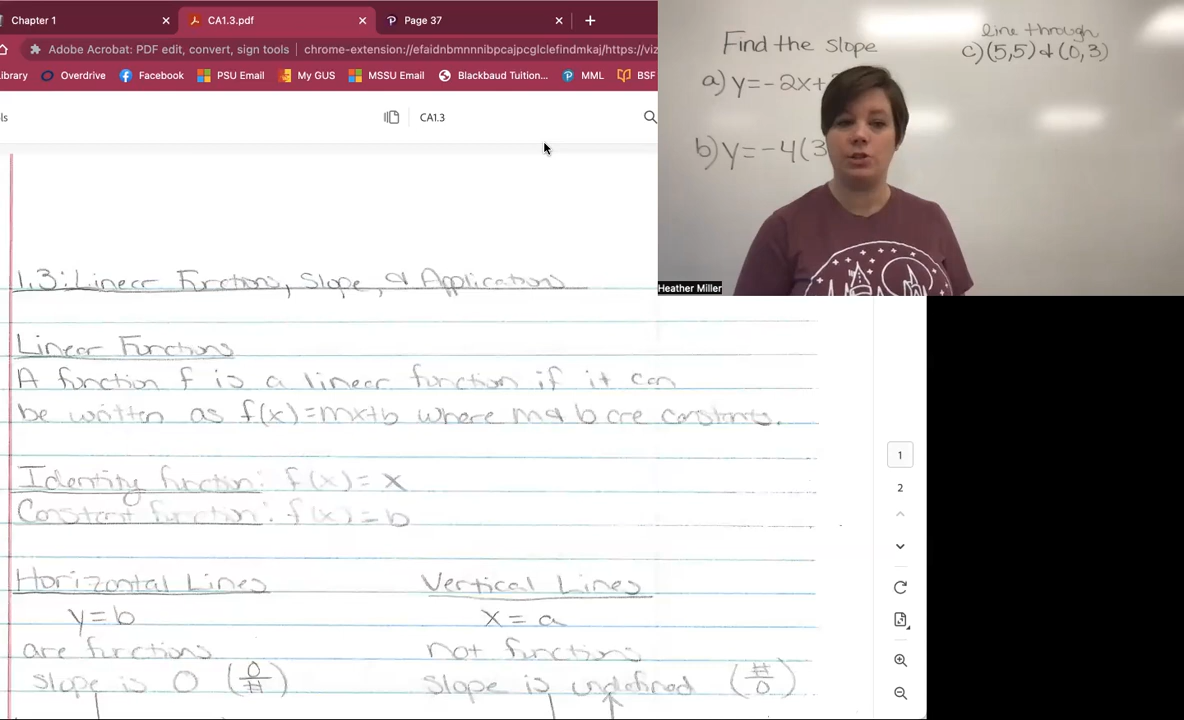 Chapter 1
CA1.3.pdf
Page 37
Adobe Acrobat: PDF edit, convert, sign tools
chrome-extension://efaidnbmnnnibpcajpcglclefindmkaj/https://viz
ibrary
Overdrive
Facebook
PSU Email
My GUS
MSSU Email
Blackbaud Tuition...
MML
BSF
ls
CA1.3
Find the slope
a) y=-2x+
b) y=-4(3
line through
c) (5,5) & (0,3)
Heather Miller
1.3: Linear Functions, Slope, & Applications
Linear Functions
A function f is a linear function if it can
be written as f(x)=mx+b where m & b are constants.
Identity function: f(x)=x
Constant function: f(x)=b
Horizontal Lines Vertical Lines
y=b x=a
are functions not functions
slope is 0 (0/#) slope is undefined (#/0)
1
2